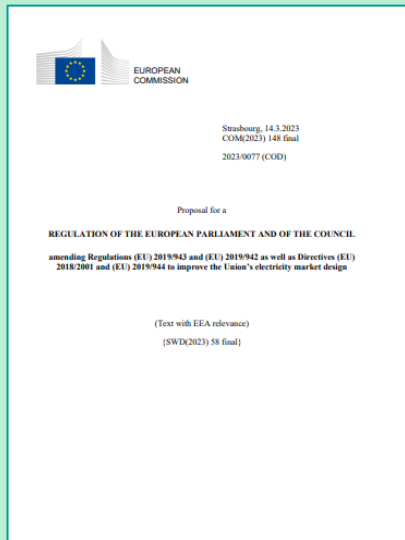 EUROPEAN
COMMISSION
Strasbourg, 14.3.2023
COM(2023) 148 final
2023/0077 (COD)
Proposal for a
REGULATION OF THE EUROPEAN PARLIAMENT AND OF THE COUNCIL
amending Regulations (EU) 2019/943 and (EU) 2019/942 as well as Directives (EU)
2018/2001 and (EU) 2019/944 to improve the Union's electricity market design
(Text with EEA relevance)
{SWD(2023) 58 final}